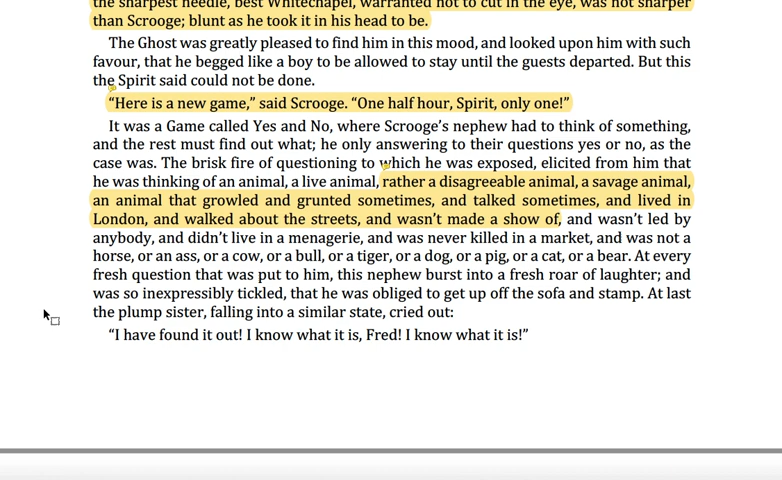 the sharpest needle, best Whitechapel, warranted not to cut in the eye, was not sharper
than Scrooge; blunt as he took it in his head to be.
The Ghost was greatly pleased to find him in this mood, and looked upon him with such
favour, that he begged like a boy to be allowed to stay until the guests departed. But this
the Spirit said could not be done.
“Here is a new game,” said Scrooge. “One half hour, Spirit, only one!”
It was a Game called Yes and No, where Scrooge’s nephew had to think of something,
and the rest must find out what; he only answering to their questions yes or no, as the
case was. The brisk fire of questioning to which he was exposed, elicited from him that
he was thinking of an animal, a live animal, rather a disagreeable animal, a savage animal,
an animal that growled and grunted sometimes, and talked sometimes, and lived in
London, and walked about the streets, and wasn’t made a show of, and wasn’t led by
anybody, and didn’t live in a menagerie, and was never killed in a market, and was not a
horse, or an ass, or a cow, or a bull, or a tiger, or a dog, or a pig, or a cat, or a bear. At every
fresh question that was put to him, this nephew burst into a fresh roar of laughter; and
was so inexpressibly tickled, that he was obliged to get up off the sofa and stamp. At last
the plump sister, falling into a similar state, cried out:
“I have found it out! I know what it is, Fred! I know what it is!”